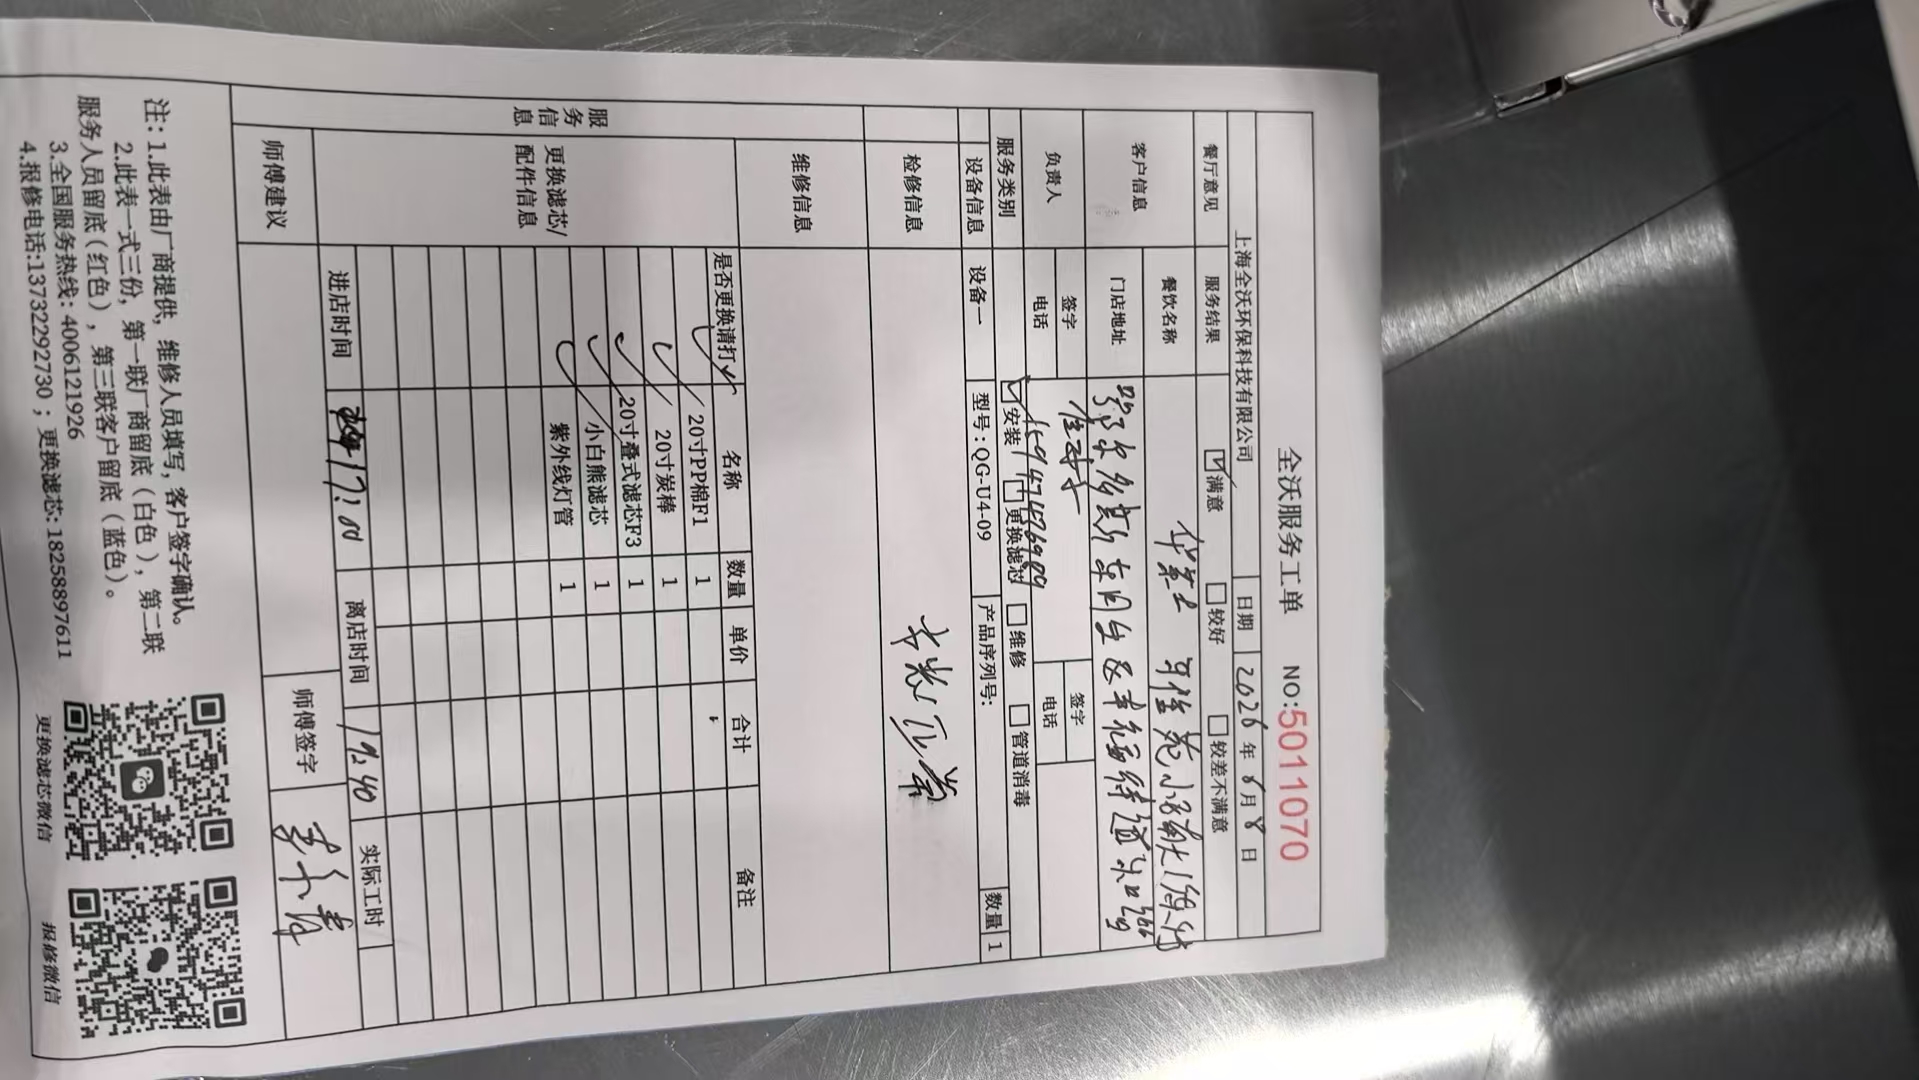 全沃服务工单 NO:5011070
上海全沃环保科技有限公司 日期 2026年6月8日
餐厅意见 服务结果 ☑满意 □较好 □较差不满意
客户信息 餐饮名称 华莱士
门店地址
负责人 签字 签字
电话 电话
服务类别 ☑安装 □更换滤芯 □维修 □管道消毒
设备信息 设备一 型号:QG-U4-09 产品序列号: 数量 1
检修信息
维修信息
服务信息
更换滤芯/配件信息
是否更换请打✓ 名称 数量 单价 合计 备注
✓ 20寸PP棉F1 1
✓ 20寸炭棒 1
✓ 20寸叠式滤芯F3 1
✓ 小白熊滤芯 1
✓ 紫外线灯管 1
进店时间 17:00 离店时间 19:40 实际工时
师傅建议 师傅签字
注: 1.此表由厂商提供, 维修人员填写, 客户签字确认。
2.此表一式三份, 第一联厂商留底(白色), 第二联
服务人员留底(红色), 第三联客户留底(蓝色)。
3.全国服务热线: 4006121926
4.报修电话:13732292730; 更换滤芯: 18258897611
更换滤芯微信 报修微信